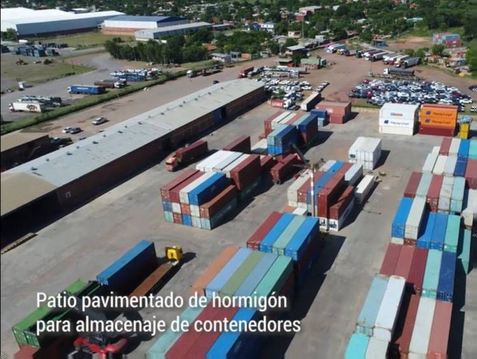 Patio pavimentado de hormigón
para almacenaje de contenedores